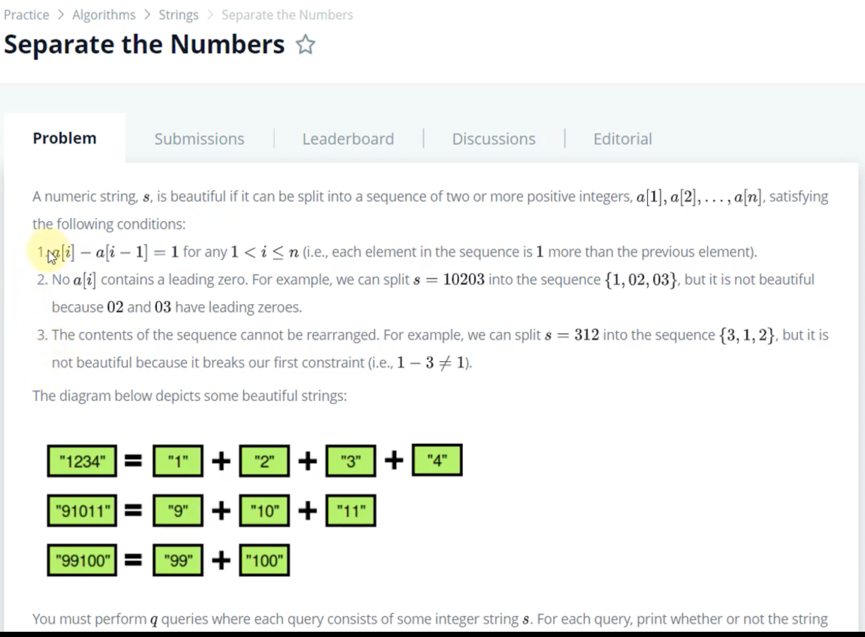 Practice > Algorithms > Strings > Separate the Numbers
Separate the Numbers ☆
Problem Submissions Leaderboard Discussions Editorial
A numeric string, s, is beautiful if it can be split into a sequence of two or more positive integers, a[1], a[2], . . . , a[n], satisfying
the following conditions:
1. a[i] − a[i − 1] = 1 for any 1 < i ≤ n (i.e., each element in the sequence is 1 more than the previous element).
2. No a[i] contains a leading zero. For example, we can split s = 10203 into the sequence {1, 02, 03}, but it is not beautiful
because 02 and 03 have leading zeroes.
3. The contents of the sequence cannot be rearranged. For example, we can split s = 312 into the sequence {3, 1, 2}, but it is
not beautiful because it breaks our first constraint (i.e., 1 − 3 ≠ 1).
The diagram below depicts some beautiful strings:
"1234" = "1" + "2" + "3" + "4"
"91011" = "9" + "10" + "11"
"99100" = "99" + "100"
You must perform q queries where each query consists of some integer string s. For each query, print whether or not the string